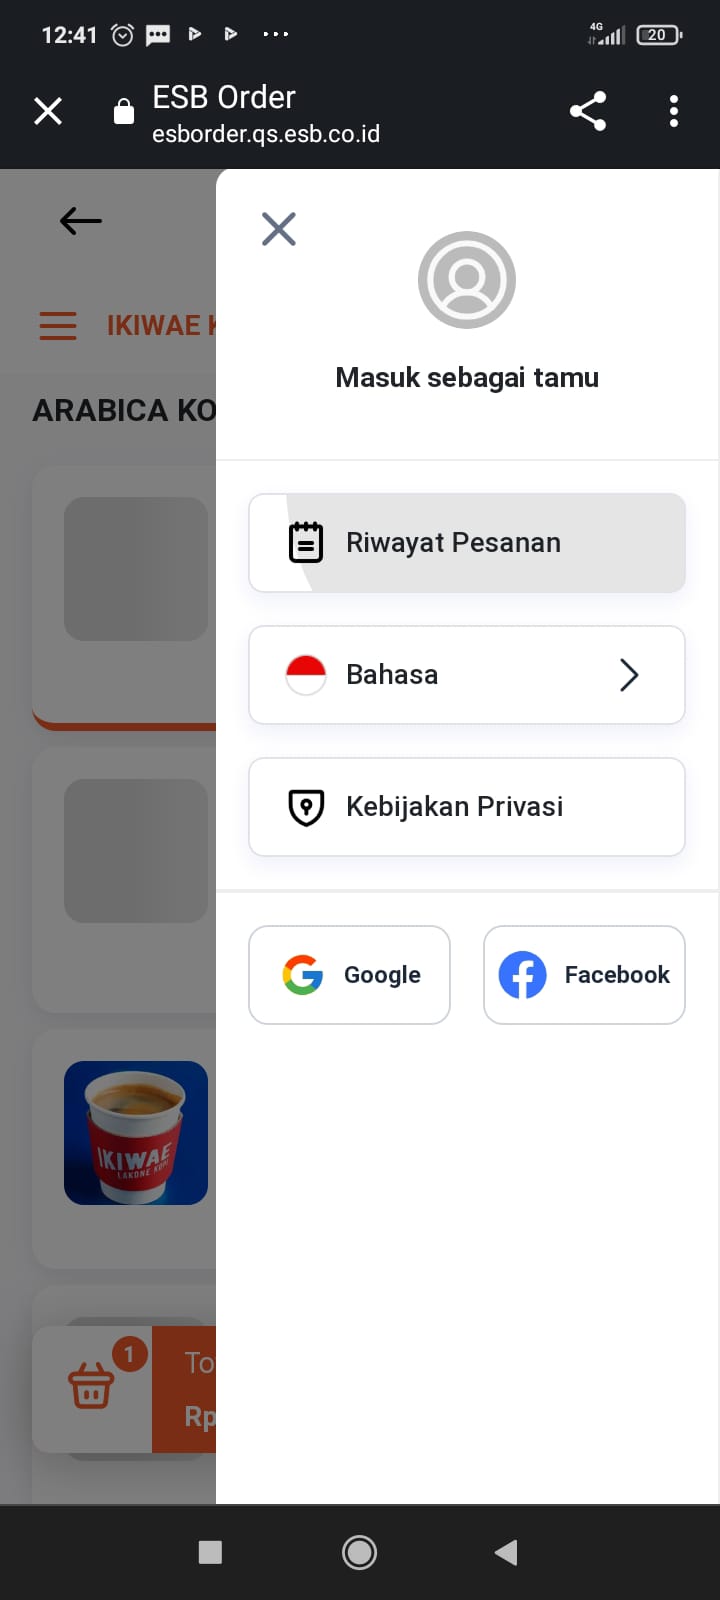 12:41
4G
20
ESB Order
esborder.qs.esb.co.id
IKIWAE
Masuk sebagai tamu
ARABICA KO
Riwayat Pesanan
Bahasa
Kebijakan Privasi
Google
Facebook
IKIWAE
LAKONE KOPI
1
To
Rp